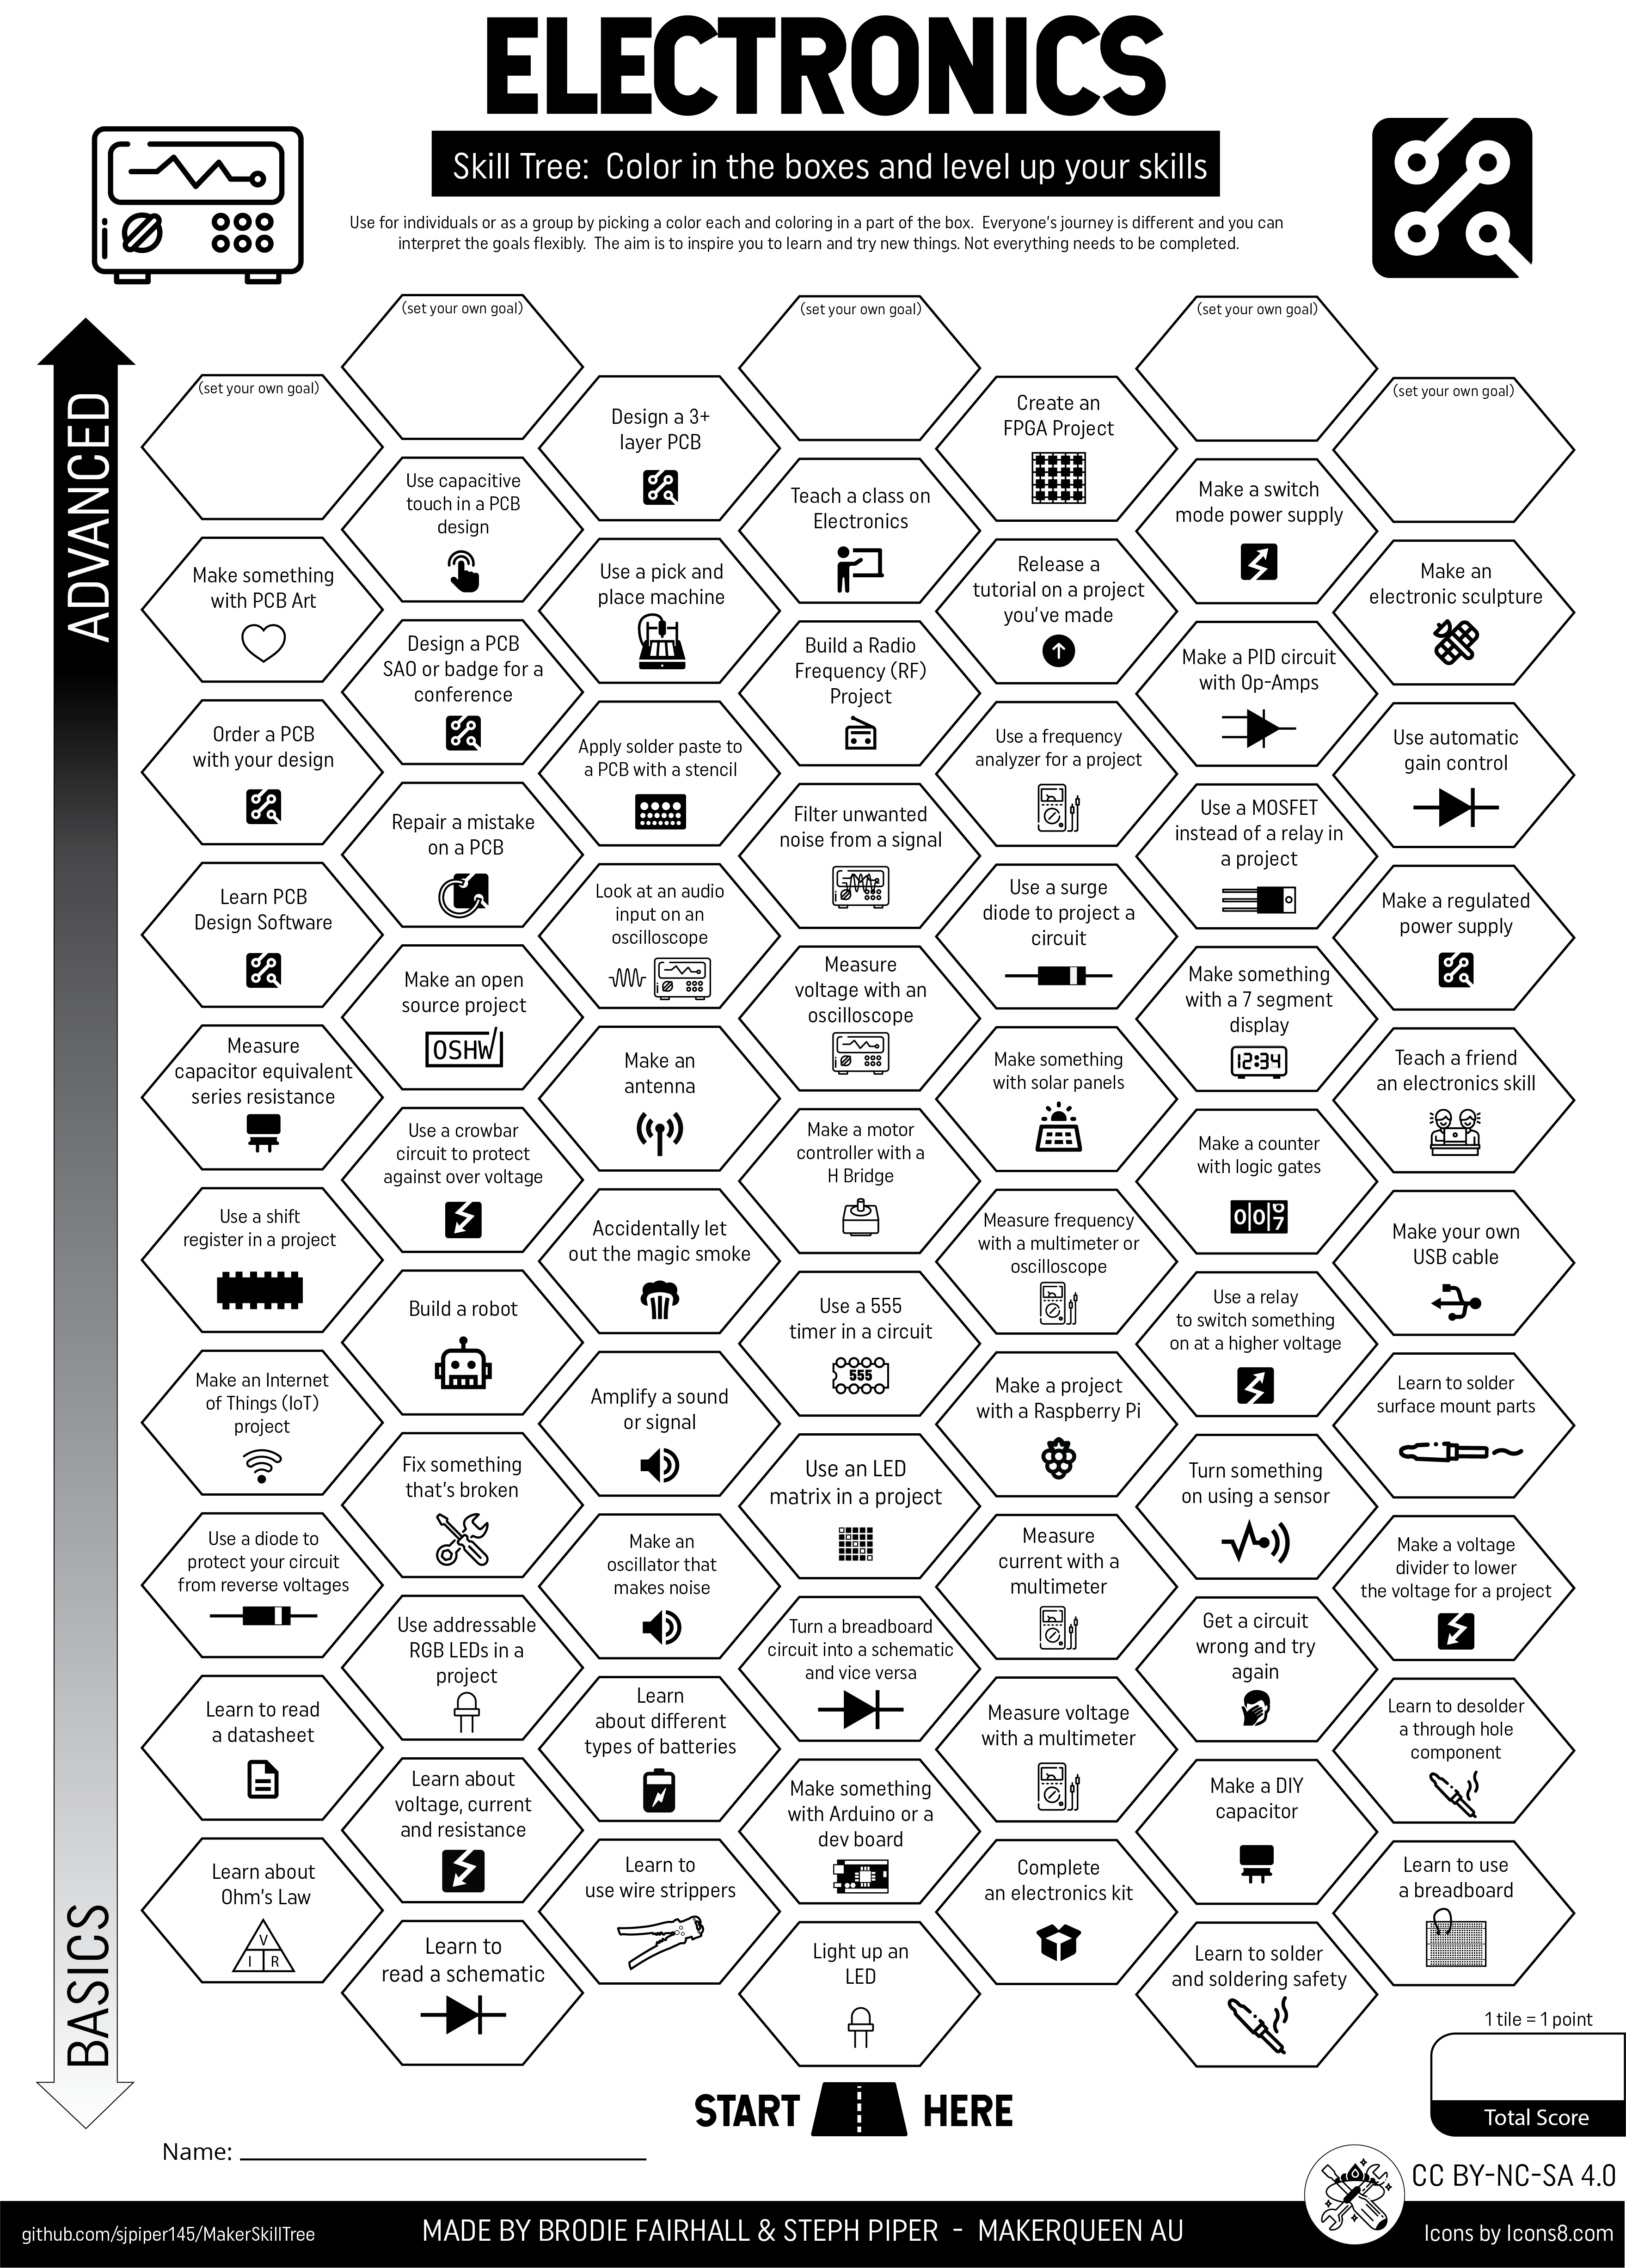 ELECTRONICS
Skill Tree: Color in the boxes and level up your skills
Use for individuals or as a group by picking a color each and coloring in a part of the box. Everyone's journey is different and you can
interpret the goals flexibly. The aim is to inspire you to learn and try new things. Not everything needs to be completed.
ADVANCED
BASICS
(set your own goal)
(set your own goal)
(set your own goal)
(set your own goal)
(set your own goal)
Design a 3+
layer PCB
Create an
FPGA Project
Use capacitive
touch in a PCB
design
Teach a class on
Electronics
Make a switch
mode power supply
Make something
with PCB Art
Use a pick and
place machine
Release a
tutorial on a project
you've made
Make an
electronic sculpture
Design a PCB
SAO or badge for a
conference
Build a Radio
Frequency (RF)
Project
Make a PID circuit
with Op-Amps
Order a PCB
with your design
Apply solder paste to
a PCB with a stencil
Use a frequency
analyzer for a project
Use automatic
gain control
Repair a mistake
on a PCB
Filter unwanted
noise from a signal
Use a MOSFET
instead of a relay in
a project
Learn PCB
Design Software
Look at an audio
input on an
oscilloscope
Use a surge
diode to project a
circuit
Make a regulated
power supply
Make an open
source project
OSHW
Measure
voltage with an
oscilloscope
Make something
with a 7 segment
display
12:34
Measure
capacitor equivalent
series resistance
Make an
antenna
Make something
with solar panels
Teach a friend
an electronics skill
Use a crowbar
circuit to protect
against over voltage
Make a motor
controller with a
H Bridge
Make a counter
with logic gates
007
Use a shift
register in a project
Accidentally let
out the magic smoke
Measure frequency
with a multimeter or
oscilloscope
Make your own
USB cable
Build a robot
Use a 555
timer in a circuit
555
Use a relay
to switch something
on at a higher voltage
Make an Internet
of Things (IoT)
project
Amplify a sound
or signal
Make a project
with a Raspberry Pi
Learn to solder
surface mount parts
Fix something
that's broken
Use an LED
matrix in a project
Turn something
on using a sensor
Use a diode to
protect your circuit
from reverse voltages
Make an
oscillator that
makes noise
Measure
current with a
multimeter
Make a voltage
divider to lower
the voltage for a project
Use addressable
RGB LEDs in a
project
Turn a breadboard
circuit into a schematic
and vice versa
Get a circuit
wrong and try
again
Learn to read
a datasheet
Learn
about different
types of batteries
Measure voltage
with a multimeter
Learn to desolder
a through hole
component
Learn about
voltage, current
and resistance
Make something
with Arduino or a
dev board
Make a DIY
capacitor
Learn about
Ohm's Law
V
I R
Learn to
use wire strippers
Complete
an electronics kit
Learn to use
a breadboard
Learn to
read a schematic
Light up an
LED
Learn to solder
and soldering safety
1 tile = 1 point
Total Score
START HERE
Name:
CC BY-NC-SA 4.0
github.com/sjpiper145/MakerSkillTree
MADE BY BRODIE FAIRHALL & STEPH PIPER - MAKERQUEEN AU
Icons by Icons8.com